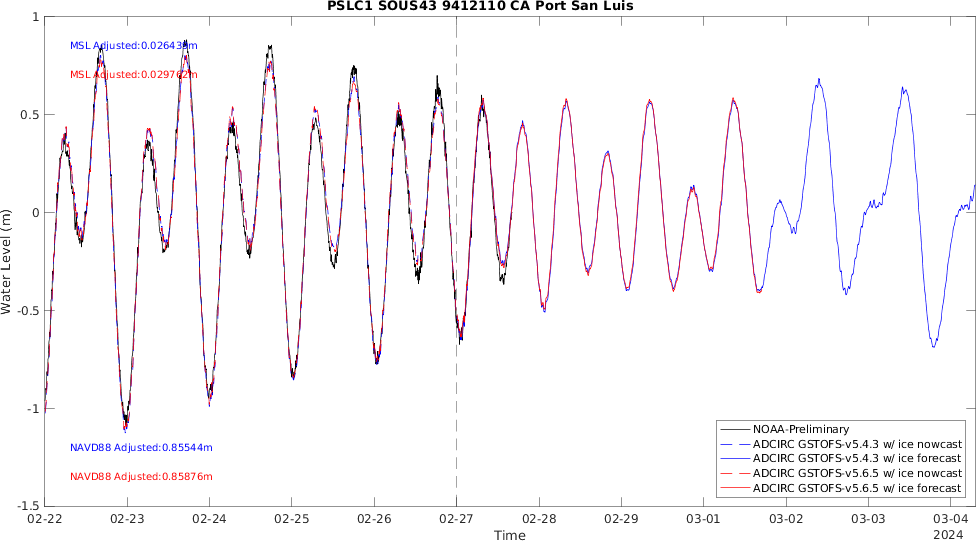 PSLC1 SOUS43 9412110 CA Port San Luis
1
0.5
0
-0.5
-1
-1.5
Water Level (m)
MSL Adjusted:0.02643
MSL Adjusted:0.029762m
NAVD88 Adjusted:0.85544m
NAVD88 Adjusted:0.85876m
NOAA-Preliminary
ADCIRC GSTOFS-v5.4.3 w/ ice nowcast
ADCIRC GSTOFS-v5.4.3 w/ ice forecast
ADCIRC GSTOFS-v5.6.5 w/ ice nowcast
ADCIRC GSTOFS-v5.6.5 w/ ice forecast
02-22 02-23 02-24 02-25 02-26 02-27 02-28 02-29 03-01 03-02 03-03 03-04
Time
2024